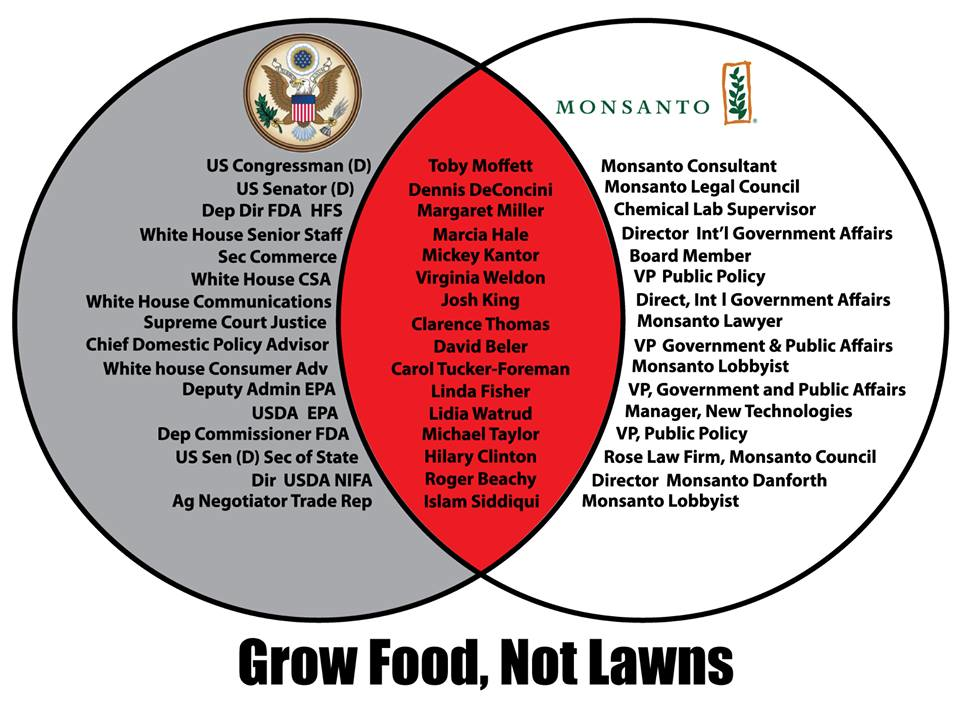 MONSANTO
US Congressman (D) Toby Moffett Monsanto Consultant
US Senator (D) Dennis DeConcini Monsanto Legal Council
Dep Dir FDA HFS Margaret Miller Chemical Lab Supervisor
White House Senior Staff Marcia Hale Director Int'l Government Affairs
Sec Commerce Mickey Kantor Board Member
White House CSA Virginia Weldon VP Public Policy
White House Communications Josh King Direct, Int l Government Affairs
Supreme Court Justice Clarence Thomas Monsanto Lawyer
Chief Domestic Policy Advisor David Beler VP Government & Public Affairs
White house Consumer Adv Carol Tucker-Foreman Monsanto Lobbyist
Deputy Admin EPA Linda Fisher VP, Government and Public Affairs
USDA EPA Lidia Watrud Manager, New Technologies
Dep Commissioner FDA Michael Taylor VP, Public Policy
US Sen (D) Sec of State Hilary Clinton Rose Law Firm, Monsanto Council
Dir USDA NIFA Roger Beachy Director Monsanto Danforth
Ag Negotiator Trade Rep Islam Siddiqui Monsanto Lobbyist
Grow Food, Not Lawns